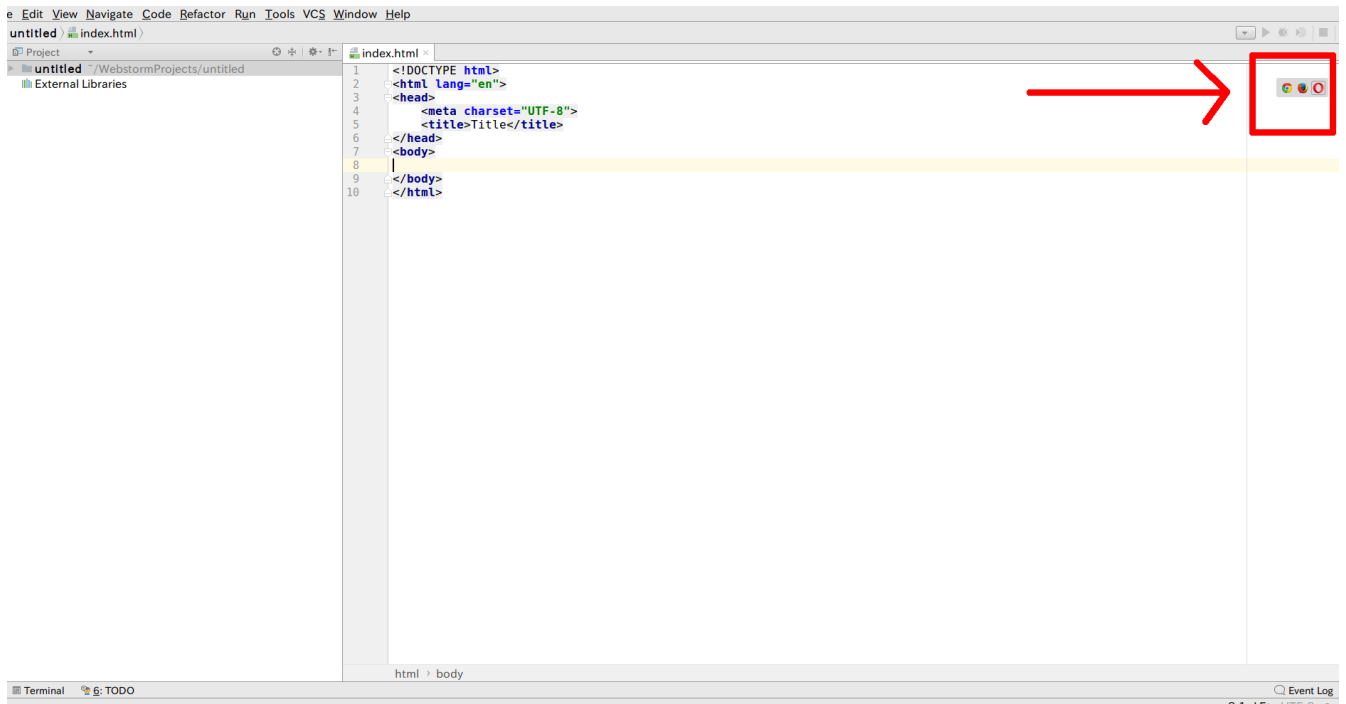 e Edit View Navigate Code Refactor Run Tools VCS Window Help
untitled index.html
Project
index.html
untitled ~/WebstormProjects/untitled
External Libraries
1 <!DOCTYPE html>
2 <html lang="en">
3 <head>
4 <meta charset="UTF-8">
5 <title>Title</title>
6 </head>
7 <body>
8
9 </body>
10 </html>
html › body
Terminal 6: TODO Event Log